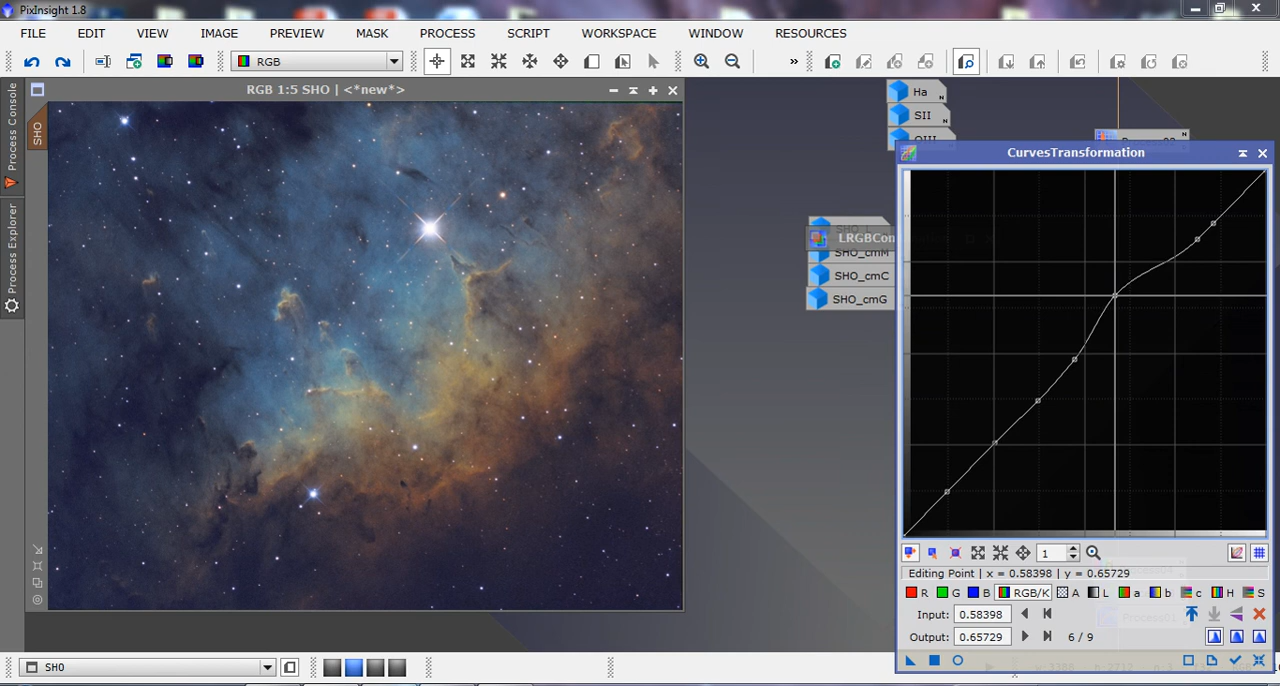 PixInsight 1.8
FILE EDIT VIEW IMAGE PREVIEW MASK PROCESS SCRIPT WORKSPACE WINDOW RESOURCES
RGB
»
Process Console
Process Explorer
RGB 1:5 SHO | <*new*>
SHO
Ha
N
SII
N
OIII
N
LRGBCom
SHO_cmM
SHO_cmC
SHO_cmG
CurvesTransformation
1
Editing Point | x = 0.58398 | y = 0.65729
R G B RGB/K A L a b c H S
Input: 0.58398
Output: 0.65729 6 / 9
SHO